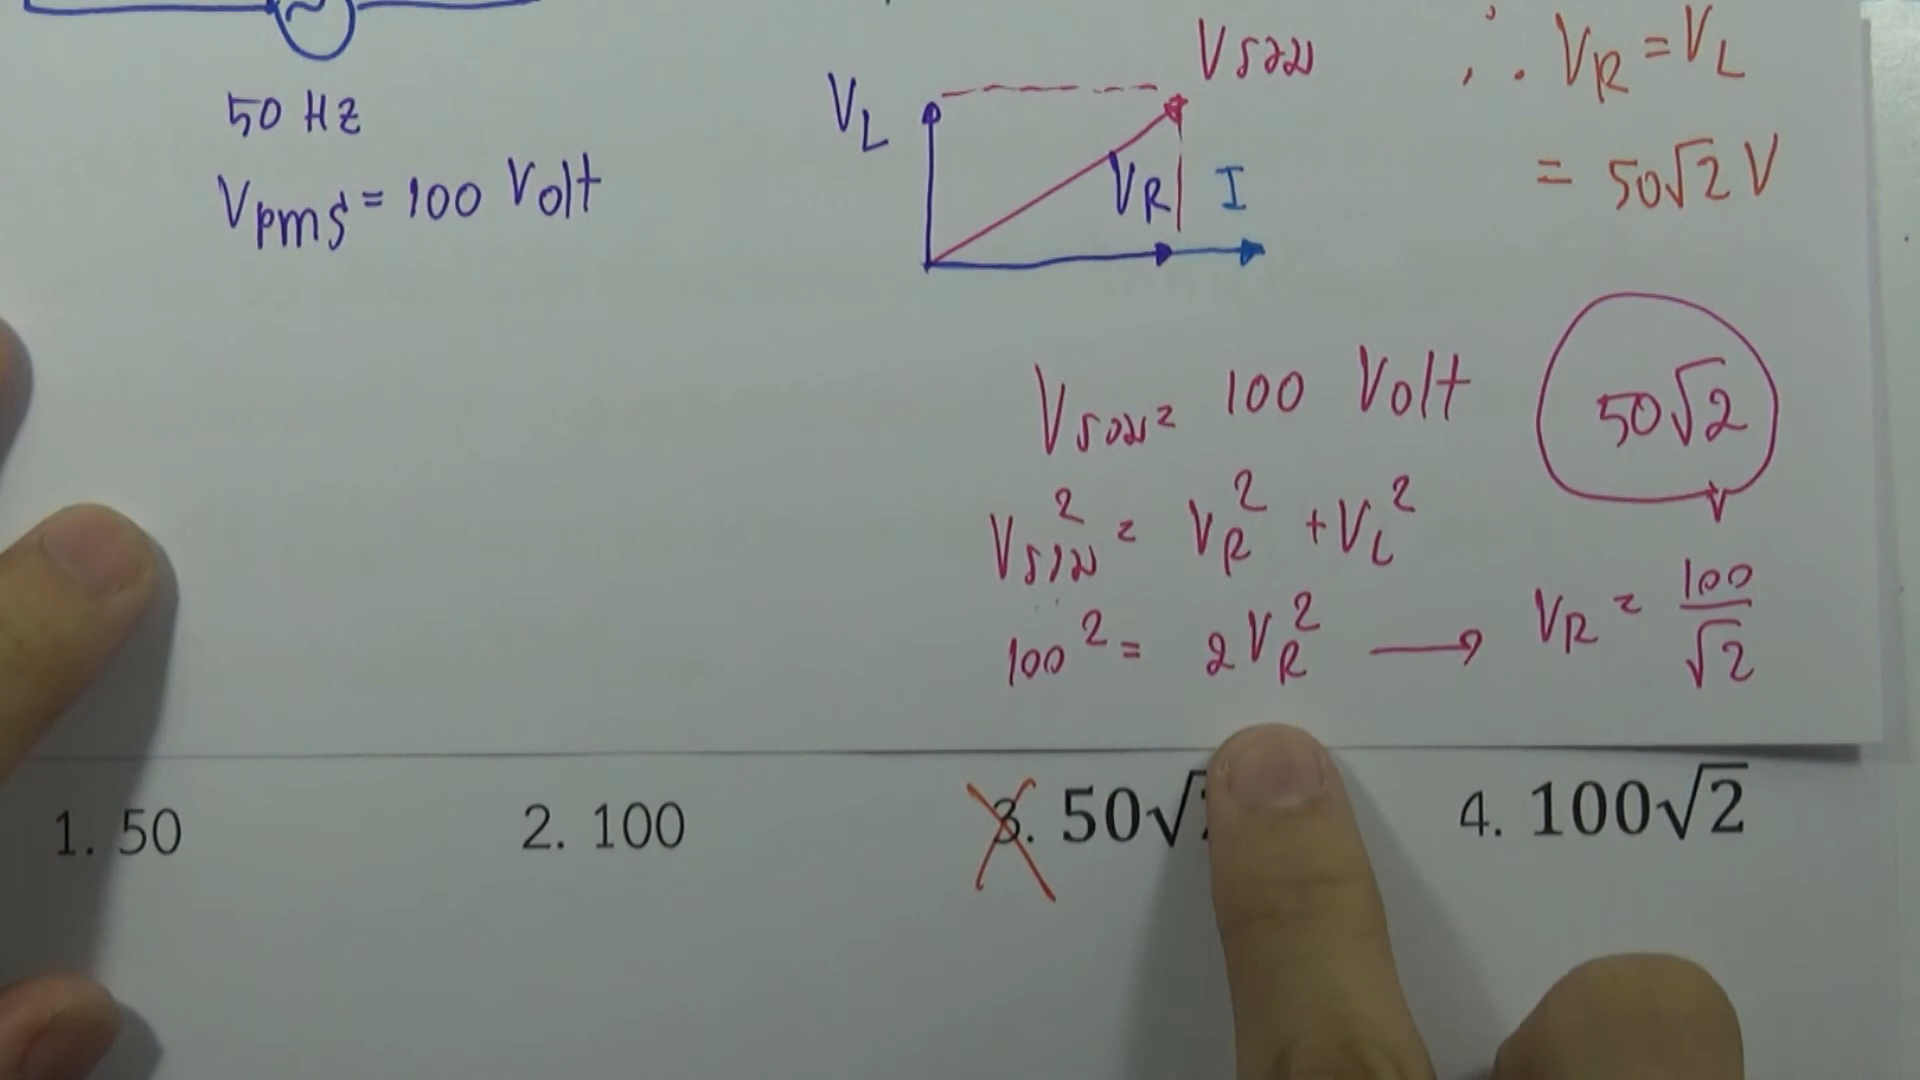 50 Hz
Vrms = 100 Volt
VL
Vรวม
VR
I
∴ VR = VL
= 50√2 V
Vรวม = 100 Volt
50√2
V
Vรวม² = VR² + VL²
100² = 2VR² → VR = 100/√2
1. 50
2. 100
3. 50√
4. 100√2